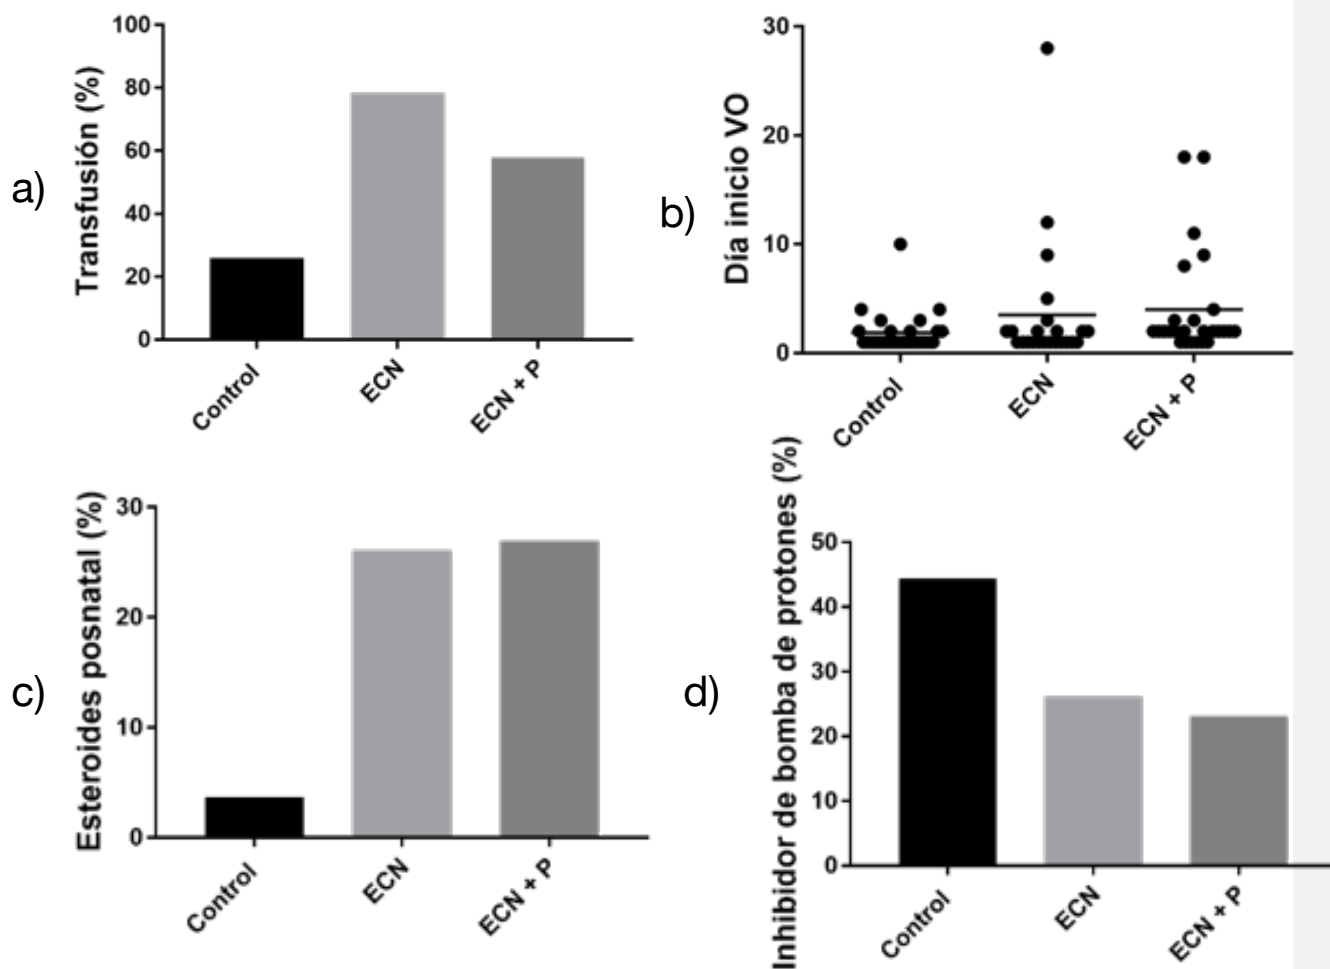 a)
Transfusión (%)
100
80
60
40
20
0
Control
ECN
ECN + P
b)
Día inicio VO
30
20
10
0
Control
ECN
ECN + P
c)
Esteroides posnatal (%)
30
20
10
0
Control
ECN
ECN + P
d)
Inhibidor de bomba de protones (%)
50
40
30
20
10
0
Control
ECN
ECN + P